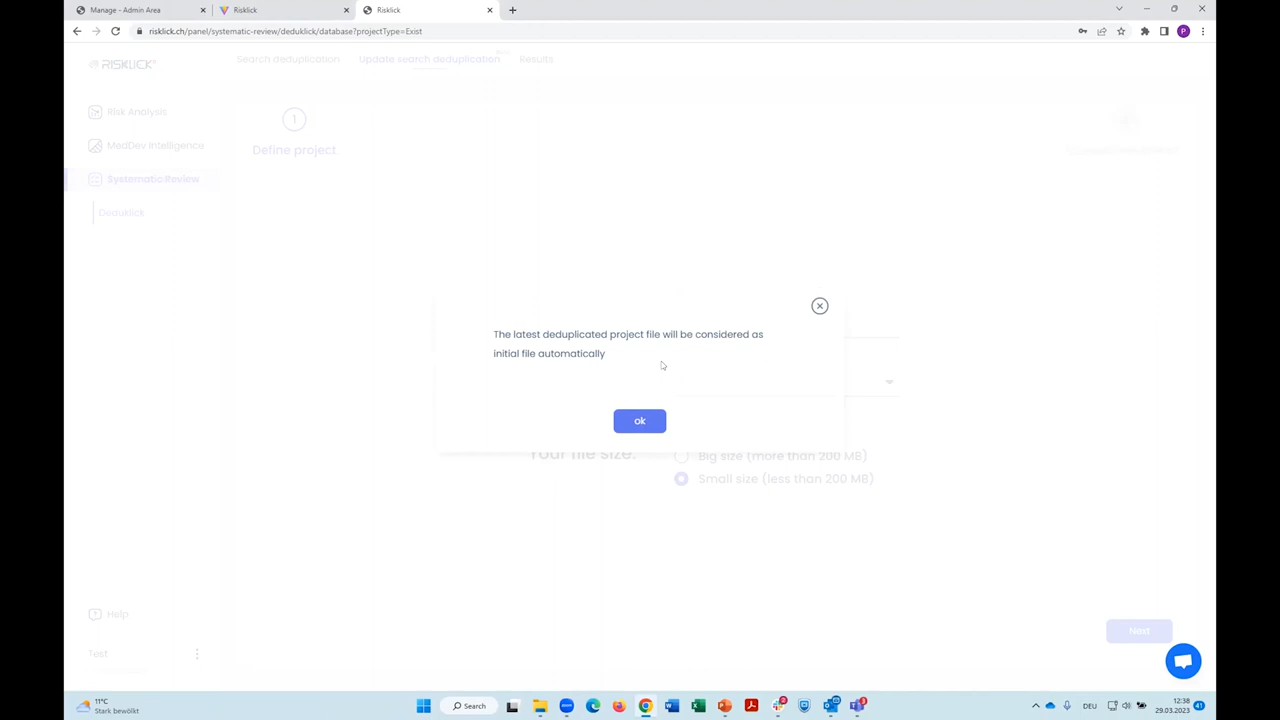 Manage - Admin Area
Risklick
Risklick
risklick.ch/panel/systematic-review/deduklick/database?projectType=Exist
P
RISKLICK
Search deduplication
Update search deduplication
Results
Risk Analysis
MedDev Intelligence
Systematic Review
Deduklick
1
Define project
The latest deduplicated project file will be considered as
initial file automatically
ok
Your file size:
Big size (more than 200 MB)
Small size (less than 200 MB)
Help
Test
Next
11°C
Stark bewölkt
Search
DEU
12:38
29.03.2023
41